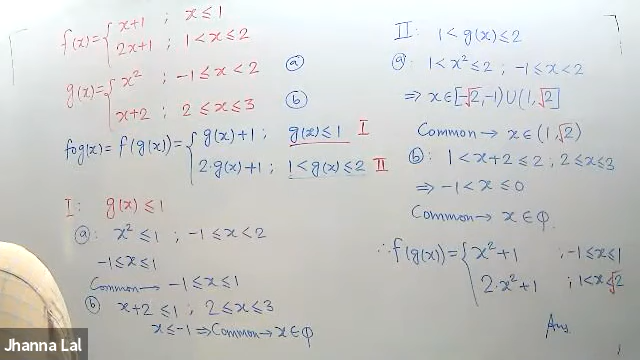 f(x) = { x+1 ; x ≤ 1
2x+1 ; 1 < x ≤ 2
g(x) = { x² ; -1 ≤ x < 2 ⓐ
x+2 ; 2 ≤ x ≤ 3 ⓑ
fog(x) = f(g(x)) = { g(x)+1 ; g(x) ≤ 1 I
2·g(x)+1 ; 1 < g(x) ≤ 2 II
I: g(x) ≤ 1
ⓐ: x² ≤ 1 ; -1 ≤ x < 2
-1 ≤ x ≤ 1
Common → -1 ≤ x ≤ 1
ⓑ x+2 ≤ 1 ; 2 ≤ x ≤ 3
x ≤ -1 ⇒ Common → x ∈ Φ
II: 1 < g(x) ≤ 2
ⓐ: 1 < x² ≤ 2 ; -1 ≤ x < 2
⇒ x ∈ [-√2, -1) ∪ (1, √2]
Common → x ∈ (1, √2)
ⓑ: 1 < x+2 ≤ 2 ; 2 ≤ x ≤ 3
⇒ -1 < x ≤ 0
Common → x ∈ Φ.
∴ f(g(x)) = { x²+1 ; -1 ≤ x ≤ 1
2·x²+1 ; 1 < x ≤ √2
Ans
Jhanna Lal